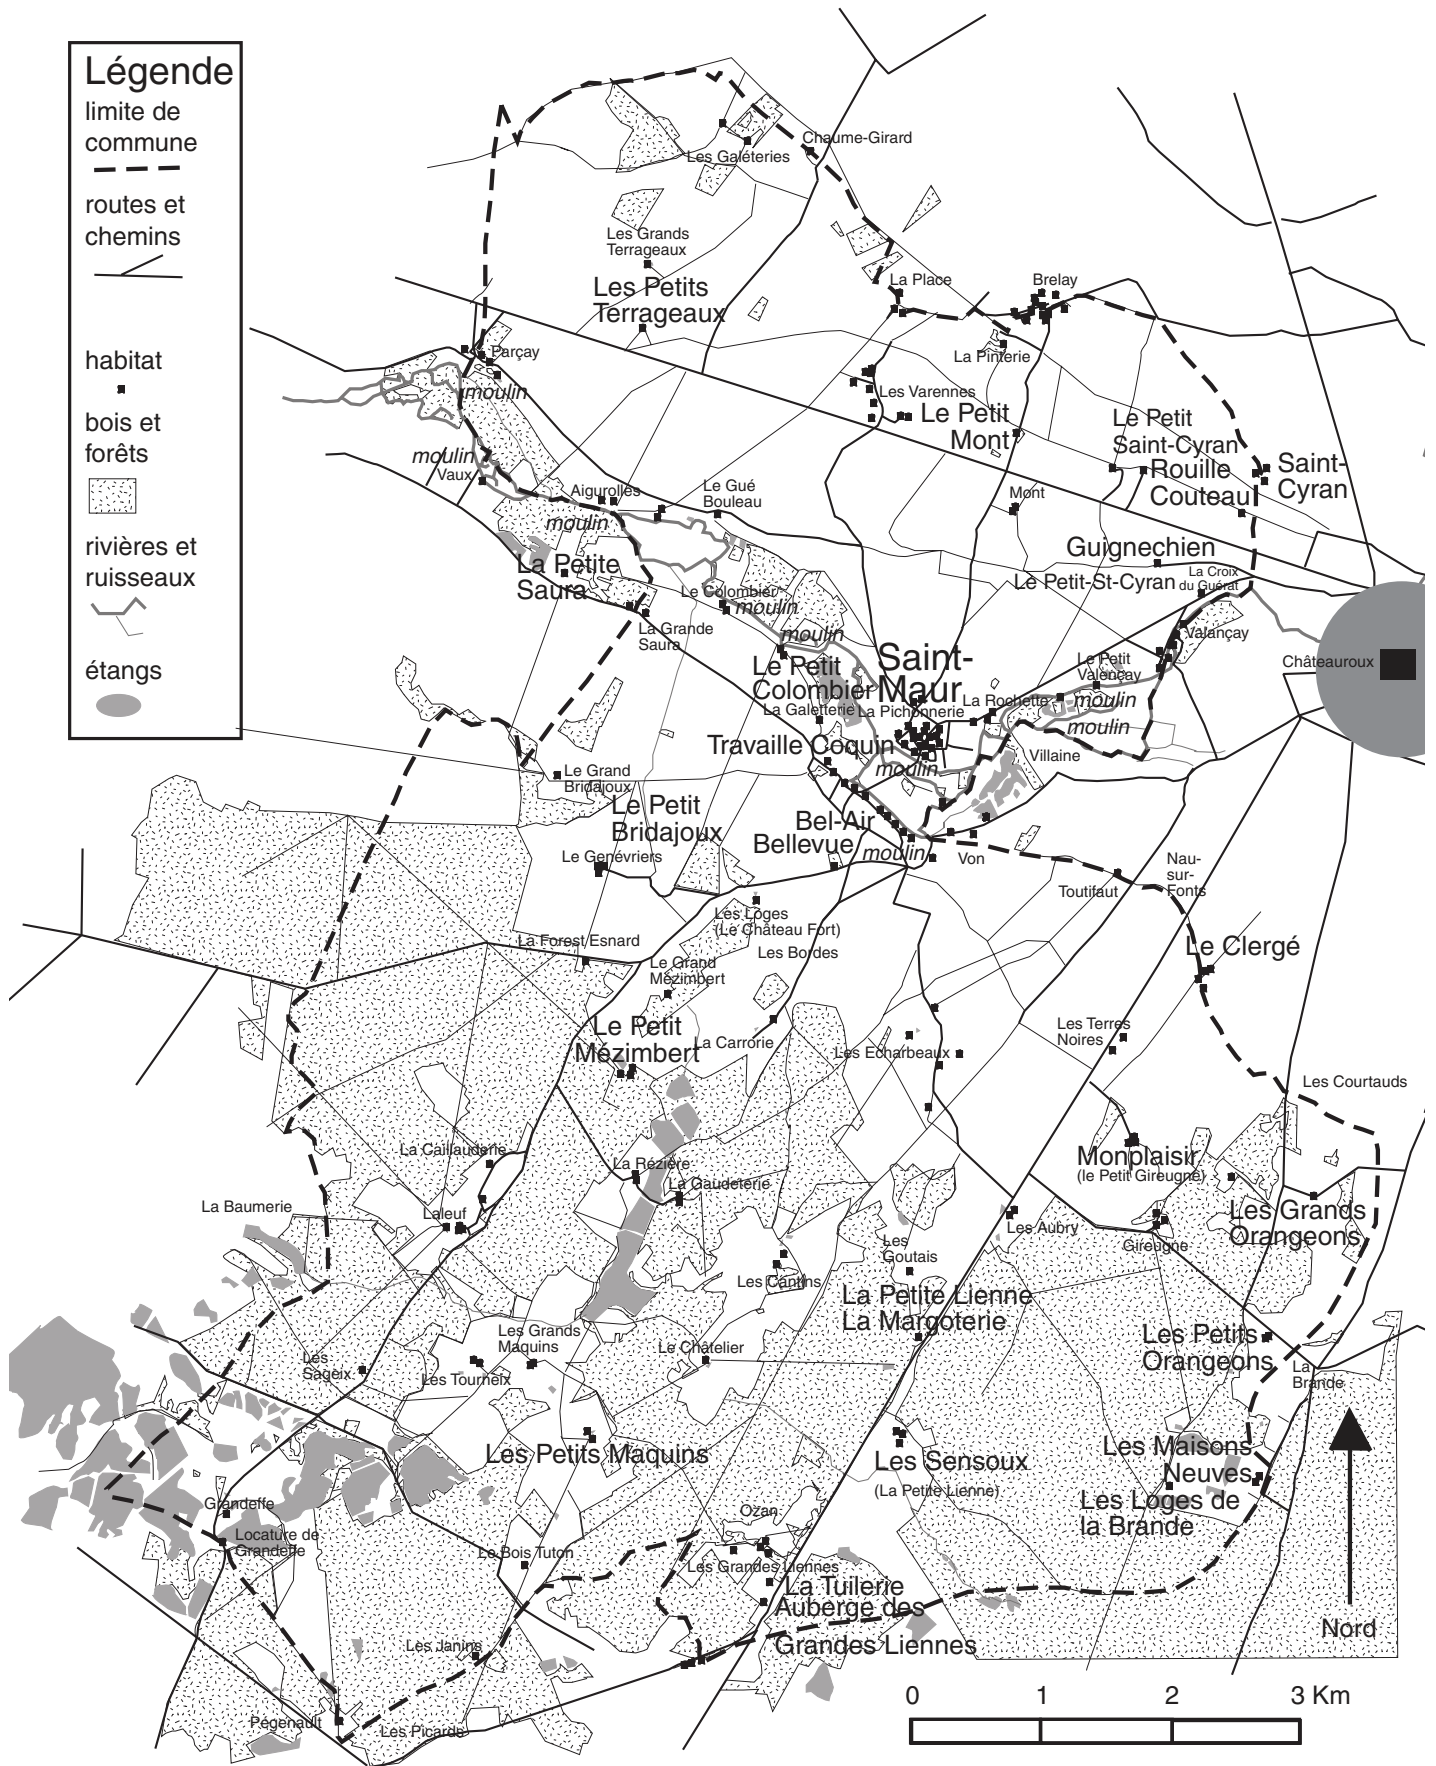 Légende
limite de
commune
routes et
chemins
habitat
bois et
forêts
rivières et
ruisseaux
étangs
Chaume-Girard
Les Galéteries
Les Grands
Terrageaux
Les Petits
Terrageaux
La Place
Brelay
La Pinterie
Parçay
moulin
Les Varennes
Le Petit
Mont
Le Petit
Saint-Cyran
Rouille
Couteau
Saint-
Cyran
moulin
Vaux
Aigurolles
Le Gué
Bouleau
Mont
moulin
Guignechien
La Petite
Saura
Le Petit-St-Cyran
La Croix
du Guérat
Le Colombier
moulin
La Grande
Saura
moulin
Valançay
Saint-
Maur
Le Petit
Colombier
Le Petit
Valençay
Châteauroux
La Galetterie
La Pichonnerie
La Rochette
moulin
moulin
Travaille Coquin
Villaine
moulin
Le Grand
Bridajoux
Le Petit
Bridajoux
Bel-Air
Bellevue
moulin
Le Genévriers
Von
Nau-
sur-
Fonts
Toutifaut
Les Loges
(Le Château Fort)
La Forest Esnard
Les Bordes
Le Clergé
Le Grand
Mézimbert
Le Petit
Mézimbert
La Carrorie
Les Echarbeaux
Les Terres
Noires
Les Courtauds
La Caillauderie
La Rézière
La Gaudeterie
Monplaisir
(le Petit Gireugne)
La Baumerie
Laleuf
Les Grands
Orangeons
Les Aubry
Gireugne
Les
Goutais
Les Cantins
La Petite Lienne
La Margoterie
Les Grands
Maquins
Le Châtelier
Les Petits
Orangeons
Les
Sageix
Les Tourneix
La
Brande
Les Petits Maquins
Les Sensoux
(La Petite Lienne)
Les Maisons
Neuves
Les Loges de
la Brande
Grandeffe
Ozan
Locature de
Grandeffe
Le Bois Tuton
Les Grandes Liennes
La Tuilerie
Auberge des
Grandes Liennes
Les Janins
Nord
Pégenault
Les Picards
0 1 2 3 Km